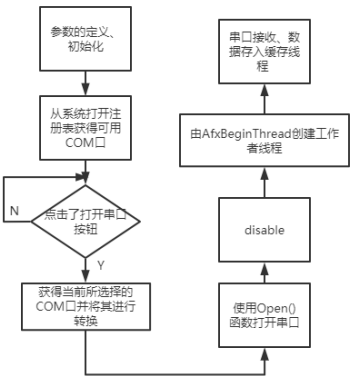 参数的定义、
初始化
从系统打开注
册表获得可用
COM口
点击了打开串口
按钮
N
Y
获得当前所选择的
COM口并将其进行
转换
使用Open()
函数打开串口
disable
由AfxBeginThread创建工作
者线程
串口接收、数
据存入缓存线
程